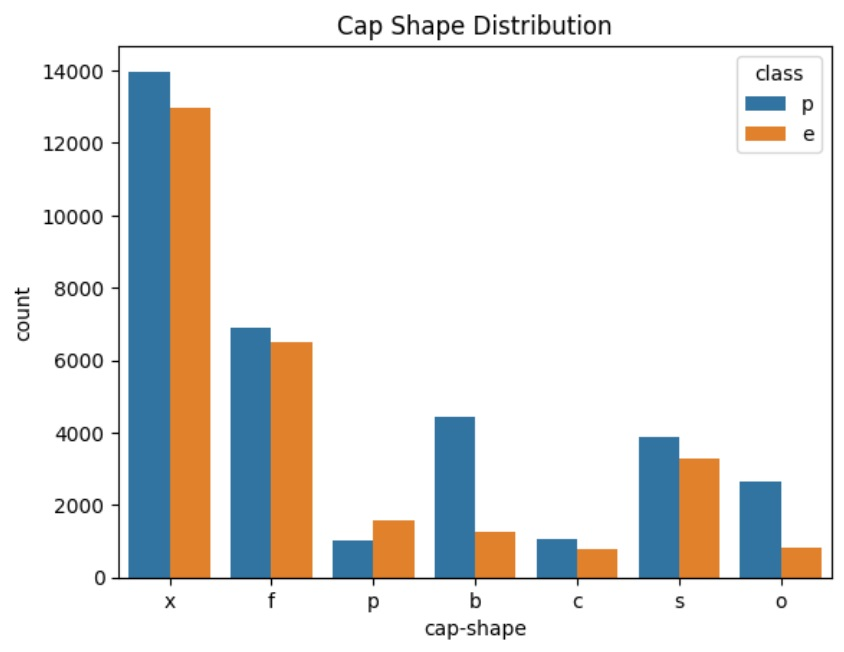 Cap Shape Distribution
class
p
e
14000
12000
10000
8000
6000
4000
2000
0
count
x f p b c s o
cap-shape